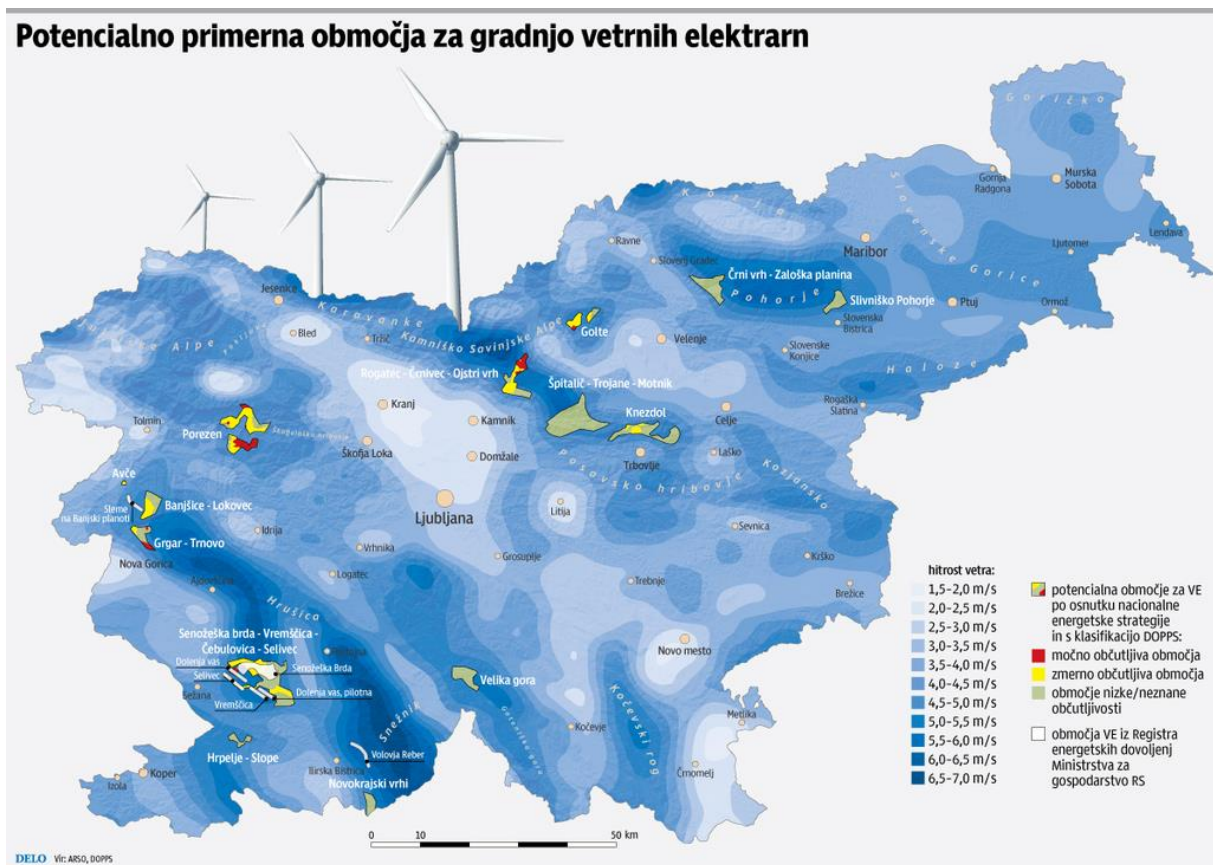 Potencialno primerna območja za gradnjo vetrnih elektrarn
Goričko
Gornja
Radgona
Murska
Sobota
Kozjak
Slovenske Gorice
Ravne
Maribor
Lendava
Ljutomer
Slovenj Gradec
Črni vrh - Zaloška planina
Pohorje
Slivniško Pohorje
Ptuj
Ormož
Jesenice
Karavanke
Kamniško Savinjske Alpe
Golte
Slovenska
Bistrica
Bled
Tržič
Velenje
Slovenske
Konjice
Alpe
Haloze
Rogatec - Črnivec - Ojstri vrh
Špitalič - Trojane - Motnik
Rogaška
Slatina
Kranj
Kamnik
Knezdol
Celje
Tolmin
Porezen
Škofja Loka
Domžale
Trbovlje
Laško
Posavsko hribovje
Kozjansko
Avče
Banjšice - Lokovec
Sleme
na Banjški planoti
Ljubljana
Litija
Sevnica
Idrija
Grgar - Trnovo
Vrhnika
Grosuplje
Krško
Nova Gorica
Ajdovščina
Logatec
Trebnje
Brežice
Hrušica
Senožeška brda - Vremščica -
Čebulovica - Selivec
Dolenja vas
Postojna
Senožeška Brda
Selivec
Sežana
Dolenja vas, pilotna
Vremščica
Novo mesto
Velika gora
Snežnik
Kočevje
Kočevski rog
Metlika
Hrpelje - Slope
Volovja Reber
Ilirska Bistrica
Novokrajski vrhi
Koper
Izola
Črnomelj
hitrost vetra:
1,5-2,0 m/s
2,0-2,5 m/s
2,5-3,0 m/s
3,0-3,5 m/s
3,5-4,0 m/s
4,0-4,5 m/s
4,5-5,0 m/s
5,0-5,5 m/s
5,5-6,0 m/s
6,0-6,5 m/s
6,5-7,0 m/s
potencialna območje za VE
po osnutku nacionalne
energetske strategije
in s klasifikacijo DOPPS:
močno občutljiva območja
zmerno občutljiva območja
območje nizke/neznane
občutljivosti
območja VE iz Registra
energetskih dovoljenj
Ministrstva za
gospodarstvo RS
0 10 50 km
DELO Vir: ARSO, DOPPS